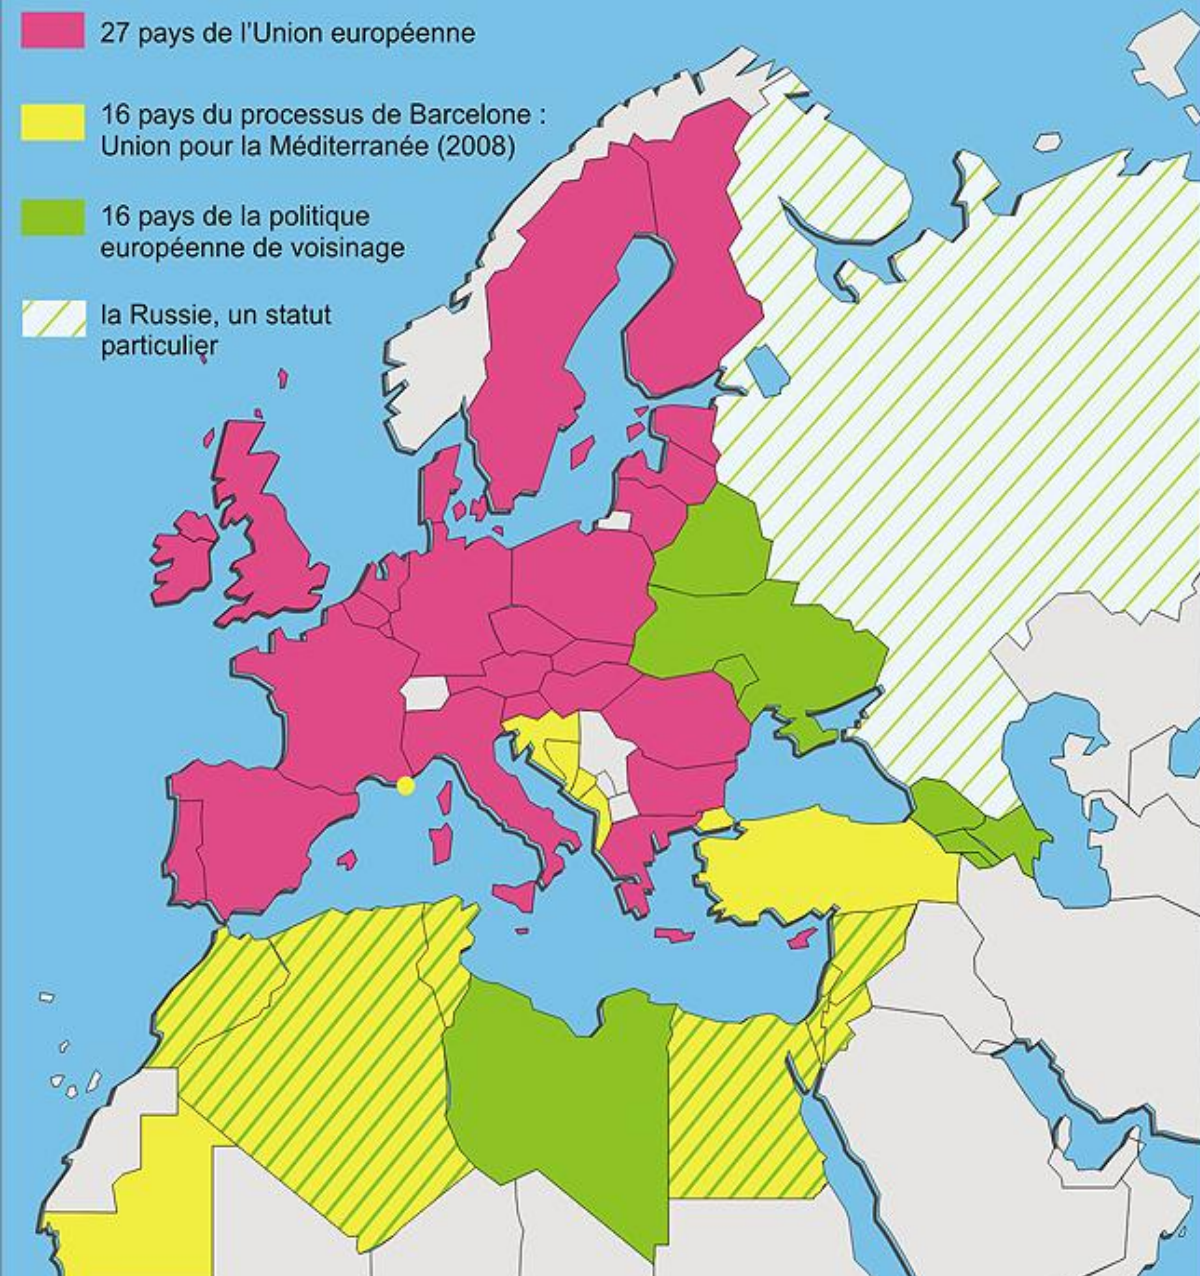 27 pays de l'Union européenne
16 pays du processus de Barcelone :
Union pour la Méditerranée (2008)
16 pays de la politique
européenne de voisinage
la Russie, un statut
particulier